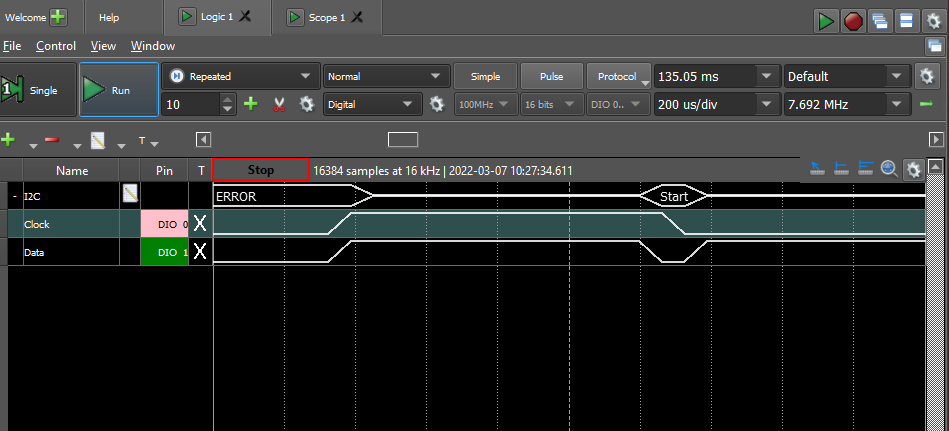 Welcome
Help
Logic 1
Scope 1
File Control View Window
1 Single
Run
Repeated
Normal
Simple
Pulse
Protocol
135.05 ms
Default
10
Digital
100MHz
16 bits
DIO 0..
200 us/div
7.692 MHz
T
Name
Pin
T
Stop
16384 samples at 16 kHz | 2022-03-07 10:27:34.611
- I2C
ERROR
Start
Clock
DIO 0
X
Data
DIO 1
X